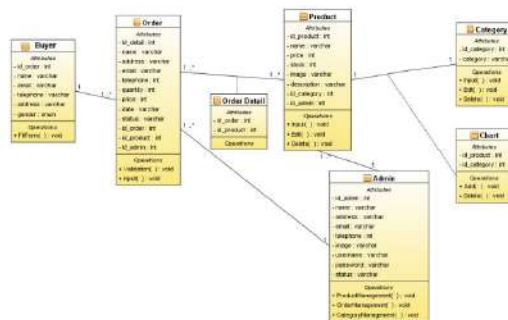 Buyer
Attributes
- id_order : int
- name : varchar
- email : varchar
- telephone : varchar
- address : varchar
- gender : enum
Operations
+ FillForm( ) : void
1
1..*
Order
Attributes
- id_detail : int
- name : varchar
- address : varchar
- email : varchar
- telephone : int
- quantity : int
- price : int
- date : varchar
- status : varchar
- id_order : int
- id_product : int
- id_admin : int
Operations
+ Validation( ) : void
+ Input( ) : void
1..*
1..*
Order Detail
Attributes
- id_order : int
- id_product : int
Operations
Product
Attributes
- id_product : int
- name : varchar
- price : int
- stock : int
- image : varchar
- description : varchar
- id_category : int
- id_admin : int
Operations
+ Input( ) : void
+ Edit( ) : void
+ Delete( ) : void
Category
Attributes
- id_category : int
- category : varchar
Operations
+ Input( ) : void
+ Edit( ) : void
+ Delete( ) : void
Chart
Attributes
- id_product : int
- id_category : int
Operations
+ Add( ) : void
+ Delete( ) : void
Admin
Attributes
- id_admin : int
- name : varchar
- address : varchar
- email : varchar
- telephone : int
- image : varchar
- username : varchar
- password : varchar
- status : varchar
Operations
+ ProductManagement( ) : void
+ OrderManagement( ) : void
+ CategoryManagement( ) : void